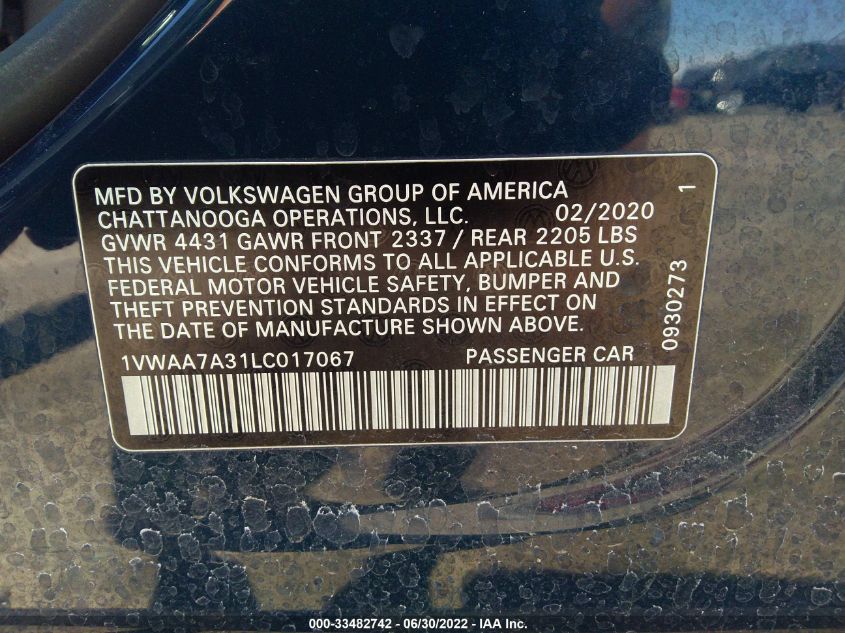 MFD BY VOLKSWAGEN GROUP OF AMERICA
CHATTANOOGA OPERATIONS, LLC. 02/2020
GVWR 4431 GAWR FRONT 2337 / REAR 2205 LBS
THIS VEHICLE CONFORMS TO ALL APPLICABLE U.S.
FEDERAL MOTOR VEHICLE SAFETY, BUMPER AND
THEFT PREVENTION STANDARDS IN EFFECT ON
THE DATE OF MANUFACTURE SHOWN ABOVE.
1VWAA7A31LC017067 PASSENGER CAR
0930273 1
000-33482742 - 06/30/2022 - IAA Inc.